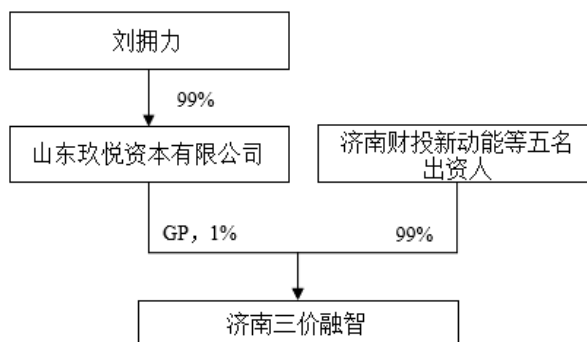 刘拥力
99%
山东玖悦资本有限公司
济南财投新动能等五名
出资人
GP，1%
99%
济南三价融智